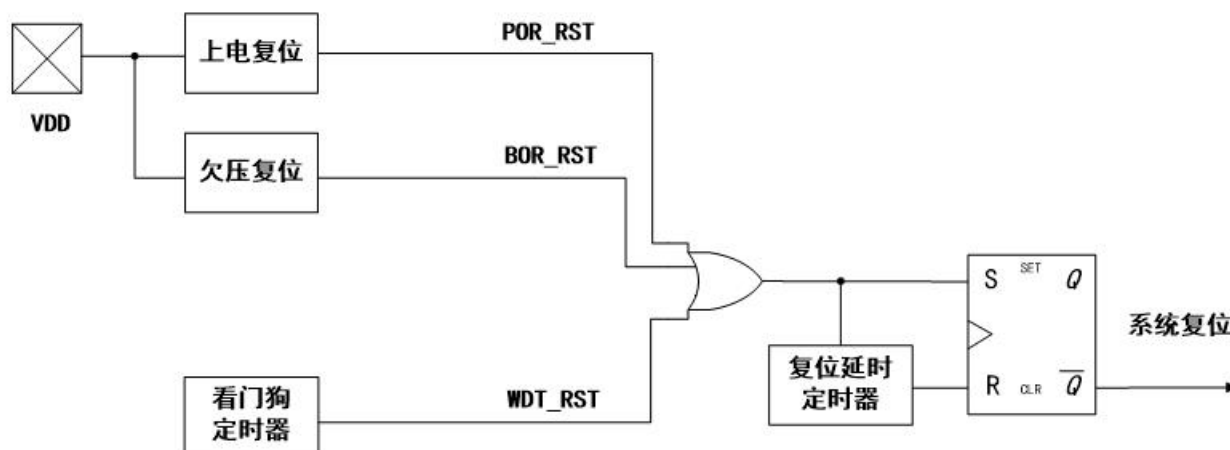 上电复位
POR_RST
VDD
欠压复位
BOR_RST
S
SET
Q
系统复位
复位延时
定时器
R
CLR
Q
看门狗
定时器
WDT_RST